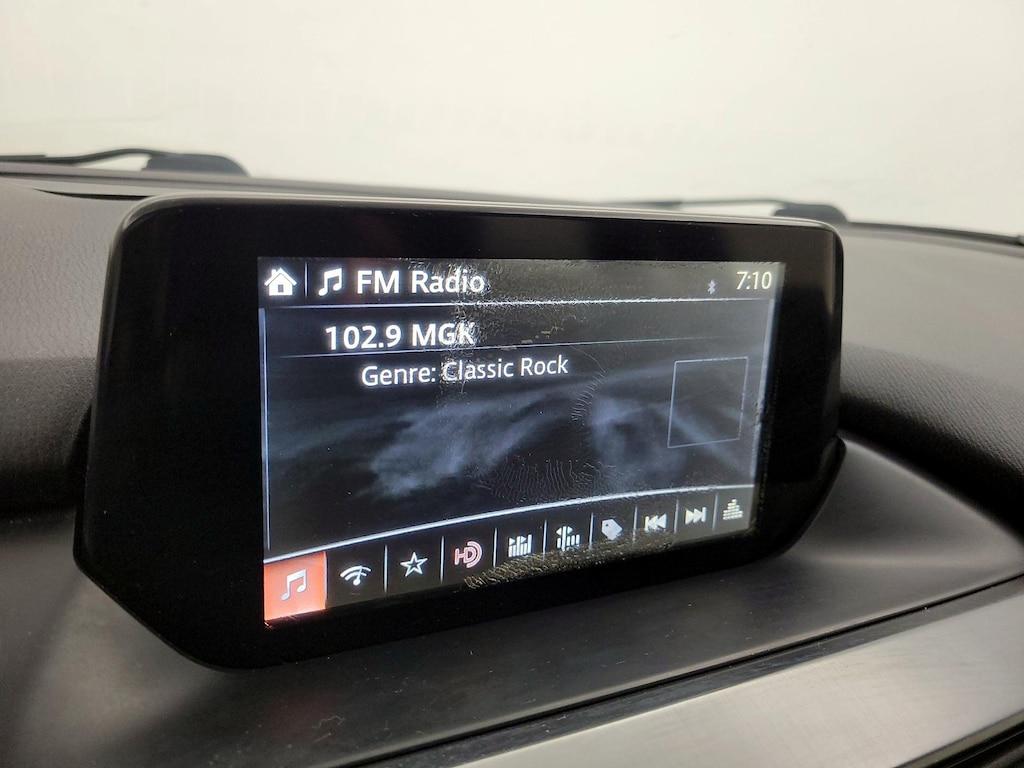 FM Radio 7:10
102.9 MGK
Genre: Classic Rock
HD